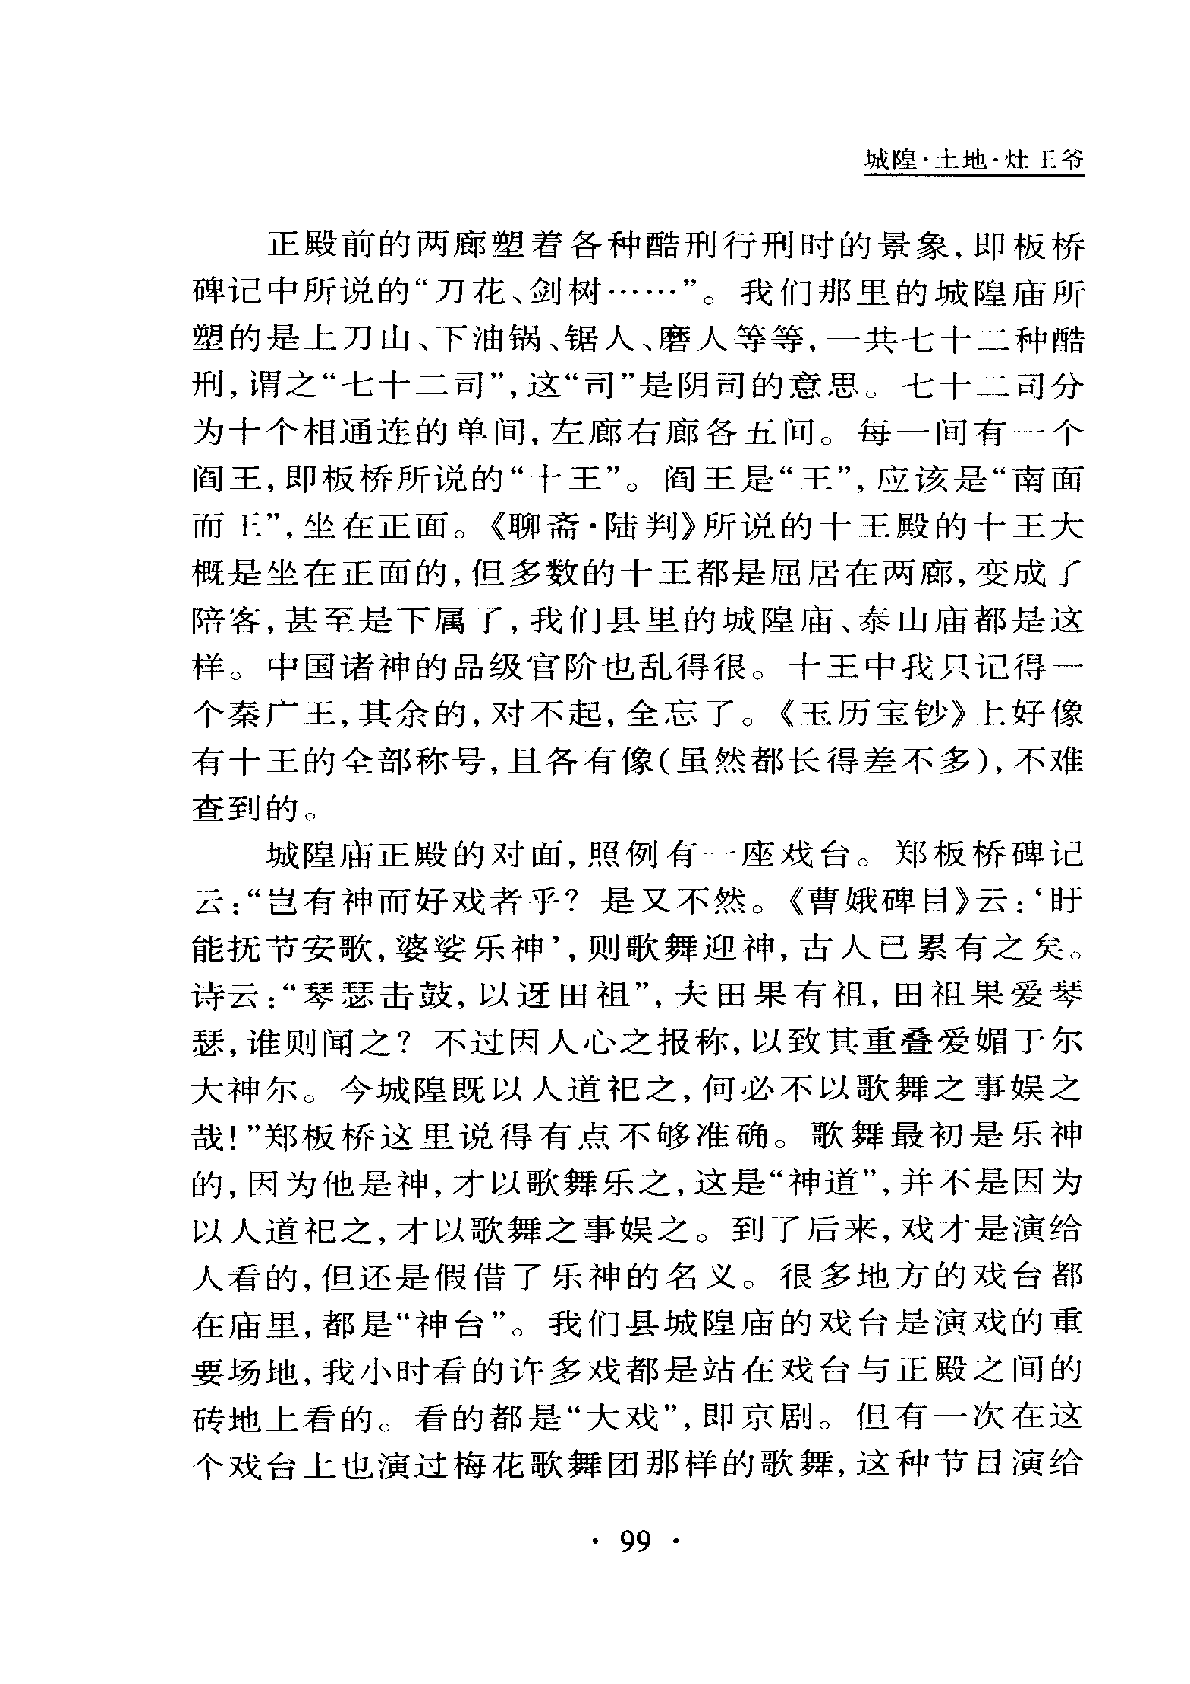 城隍·土地·灶王爷
正殿前的两廊塑着各种酷刑行刑时的景象,即板桥
碑记中所说的“刀花、剑树……”。我们那里的城隍庙所
塑的是上刀山、下油锅、锯人、磨人等等,一共七十二种酷
刑,谓之“七十二司”,这“司”是阴司的意思。七十二司分
为十个相通连的单间,左廊右廊各五间。每一间有一个
阎王,即板桥所说的“十王”。阎王是“王”,应该是“南面
而王”,坐在正面。《聊斋·陆判》所说的十王殿的十王大
概是坐在正面的,但多数的十王都是屈居在两廊,变成了
陪客,甚至是下属了,我们县里的城隍庙、泰山庙都是这
样。中国诸神的品级官阶也乱得很。十王中我只记得一
个秦广王,其余的,对不起,全忘了。《玉历宝钞》上好像
有十王的全部称号,且各有像(虽然都长得差不多),不难
查到的。
城隍庙正殿的对面,照例有一座戏台。郑板桥碑记
云:“岂有神而好戏者乎?是又不然。《曹娥碑目》云:‘盱
能抚节安歌,婆娑乐神’,则歌舞迎神,古人已累有之矣。
诗云:“琴瑟击鼓,以迓田祖”,夫田果有祖,田祖果爱琴
瑟,谁则闻之?不过因人心之报称,以致其重叠爱媚于尔
大神尔。今城隍既以人道祀之,何必不以歌舞之事娱之
哉!”郑板桥这里说得有点不够准确。歌舞最初是乐神
的,因为他是神,才以歌舞乐之,这是“神道”,并不是因为
以人道祀之,才以歌舞之事娱之。到了后来,戏才是演给
人看的,但还是假借了乐神的名义。很多地方的戏台都
在庙里,都是“神台”。我们县城隍庙的戏台是演戏的重
要场地,我小时看的许多戏都是站在戏台与正殿之间的
砖地上看的。看的都是“大戏”,即京剧。但有一次在这
个戏台上也演过梅花歌舞团那样的歌舞,这种节目演给
· 99 ·